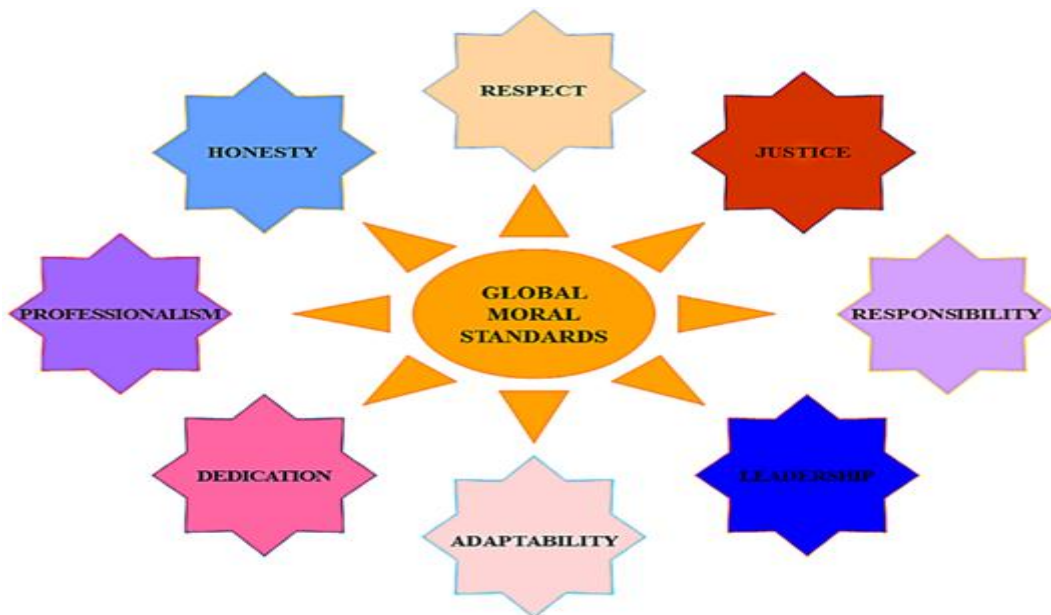 RESPECT
HONESTY
JUSTICE
PROFESSIONALISM
GLOBAL
MORAL
STANDARDS
RESPONSIBILITY
DEDICATION
LEADERSHIP
ADAPTABILITY